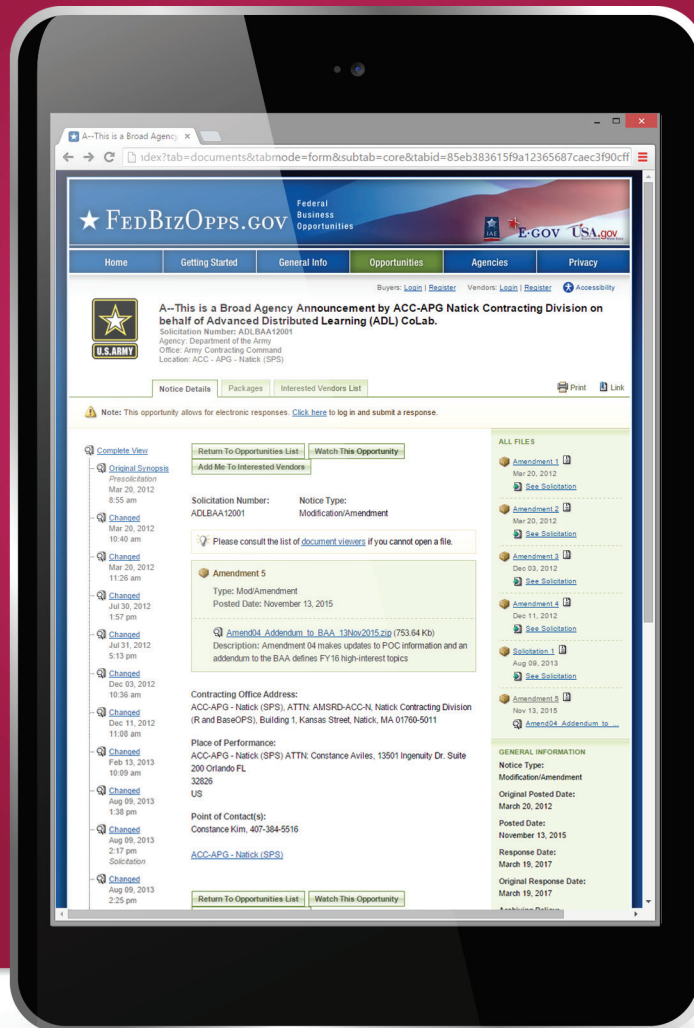 A--This is a Broad Agency
ndex?tab=documents&tabmode=form&subtab=core&tabid=85eb383615f9a12365687caec3f90cff
FEDBIZOPPS.GOV
Federal
Business
Opportunities
IAE
E-GOV
USA.gov
Home
Getting Started
General Info
Opportunities
Agencies
Privacy
Buyers: Login | Register Vendors: Login | Register Accessibility
U.S.ARMY
A--This is a Broad Agency Announcement by ACC-APG Natick Contracting Division on
behalf of Advanced Distributed Learning (ADL) CoLab.
Solicitation Number: ADLBAA12001
Agency: Department of the Army
Office: Army Contracting Command
Location: ACC - APG - Natick (SPS)
Notice Details
Packages
Interested Vendors List
Print
Link
Note: This opportunity allows for electronic responses. Click here to log in and submit a response.
Complete View
Original Synopsis
Presolicitation
Mar 20, 2012
8:55 am
Changed
Mar 20, 2012
10:40 am
Changed
Mar 20, 2012
11:26 am
Changed
Jul 30, 2012
1:57 pm
Changed
Jul 31, 2012
5:13 pm
Changed
Dec 03, 2012
10:36 am
Changed
Dec 11, 2012
11:08 am
Changed
Feb 13, 2013
10:09 am
Changed
Aug 09, 2013
1:38 pm
Changed
Aug 09, 2013
2:17 pm
Solicitation
Changed
Aug 09, 2013
2:25 pm
Return To Opportunities List
Watch This Opportunity
Add Me To Interested Vendors
Solicitation Number: Notice Type:
ADLBAA12001 Modification/Amendment
Please consult the list of document viewers if you cannot open a file.
Amendment 5
Type: Mod/Amendment
Posted Date: November 13, 2015
Amend04_Addendum_to_BAA_13Nov2015.zip (753.64 Kb)
Description: Amendment 04 makes updates to POC information and an
addendum to the BAA defines FY16 high-interest topics
Contracting Office Address:
ACC-APG - Natick (SPS), ATTN: AMSRD-ACC-N, Natick Contracting Division
(R and BaseOPS), Building 1, Kansas Street, Natick, MA 01760-5011
Place of Performance:
ACC-APG - Natick (SPS) ATTN: Constance Aviles, 13501 Ingenuity Dr. Suite
200 Orlando FL
32826
US
Point of Contact(s):
Constance Kim, 407-384-5516
ACC-APG - Natick (SPS)
Return To Opportunities List
Watch This Opportunity
ALL FILES
Amendment 1
Mar 20, 2012
See Solicitation
Amendment 2
Mar 20, 2012
See Solicitation
Amendment 3
Dec 03, 2012
See Solicitation
Amendment 4
Dec 11, 2012
See Solicitation
Solicitation 1
Aug 09, 2013
See Solicitation
Amendment 5
Nov 13, 2015
Amend04_Addendum_to_...
GENERAL INFORMATION
Notice Type:
Modification/Amendment
Original Posted Date:
March 20, 2012
Posted Date:
November 13, 2015
Response Date:
March 19, 2017
Original Response Date:
March 19, 2017